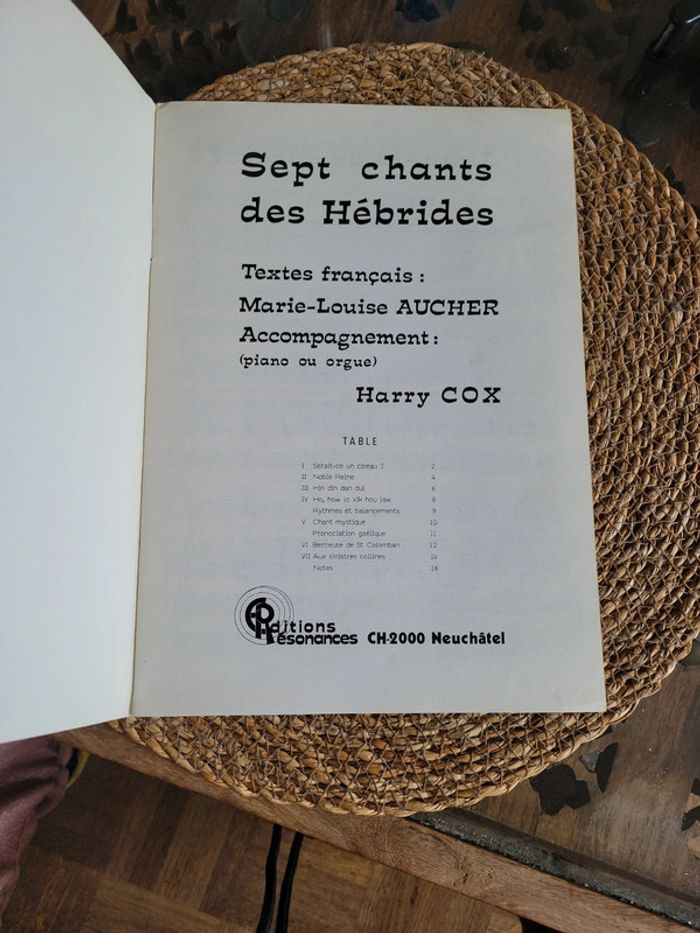 Sept chants
des Hébrides
Textes français :
Marie-Louise AUCHER
Accompagnement :
(piano ou orgue)
Harry COX
TABLE
I Serait-ce un oiseau ? 2
II Noble Reine 4
III Hin din dan dul 6
IV Ho, how lo vik hou law 8
Rythmes et balancements 9
V Chant mystique 10
Prononciation gaélique 11
VI Berceuse de St Colomban 12
VII Aux sinistres collines 14
Notes 16
Editions
Résonances CH-2000 Neuchâtel